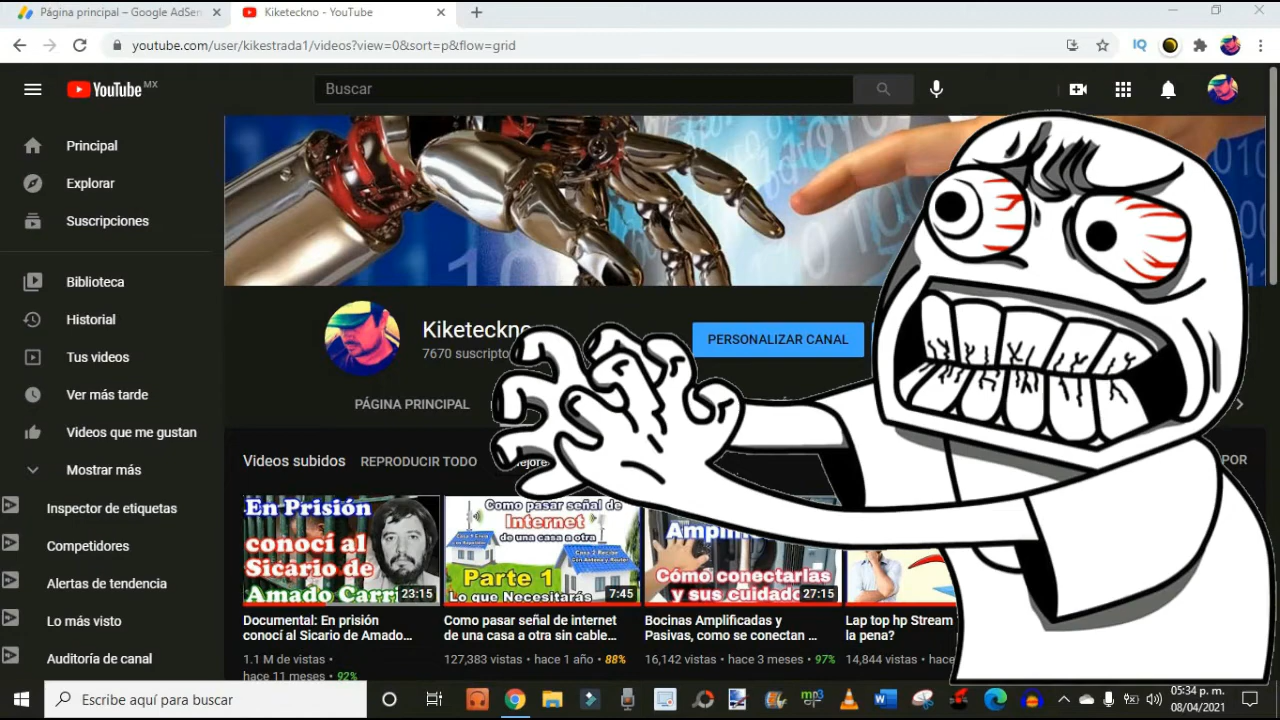 Página principal – Google AdSen
Kiketeckno - YouTube
youtube.com/user/kikestrada1/videos?view=0&sort=p&flow=grid
IQ
YouTube MX
Buscar
Principal
Explorar
Suscripciones
Biblioteca
Historial
Tus videos
Ver más tarde
Videos que me gustan
Mostrar más
Inspector de etiquetas
Competidores
Alertas de tendencia
Lo más visto
Auditoría de canal
Kiketeckno
7670 suscripto
PERSONALIZAR CANAL
PÁGINA PRINCIPAL
Videos subidos
REPRODUCIR TODO
POR
En Prisión
conocí al
Sicario de
Amado Carr
23:15
Como pasar señal de
Internet
de una casa a otra
Parte 1
Lo que Necesitarás
7:45
Ampl
Cómo conectarlas
y sus cuidado
27:15
Documental: En prisión
conocí al Sicario de Amado...
1.1 M de vistas •
hace 11 meses • 92%
Como pasar señal de internet
de una casa a otra sin cable...
127,383 vistas • hace 1 año • 88%
Bocinas Amplificadas y
Pasivas, como se conectan ...
16,142 vistas • hace 3 meses • 97%
Lap top hp Stream
la pena?
14,844 vistas • hace
Escribe aquí para buscar
mp3
05:34 p. m.
08/04/2021